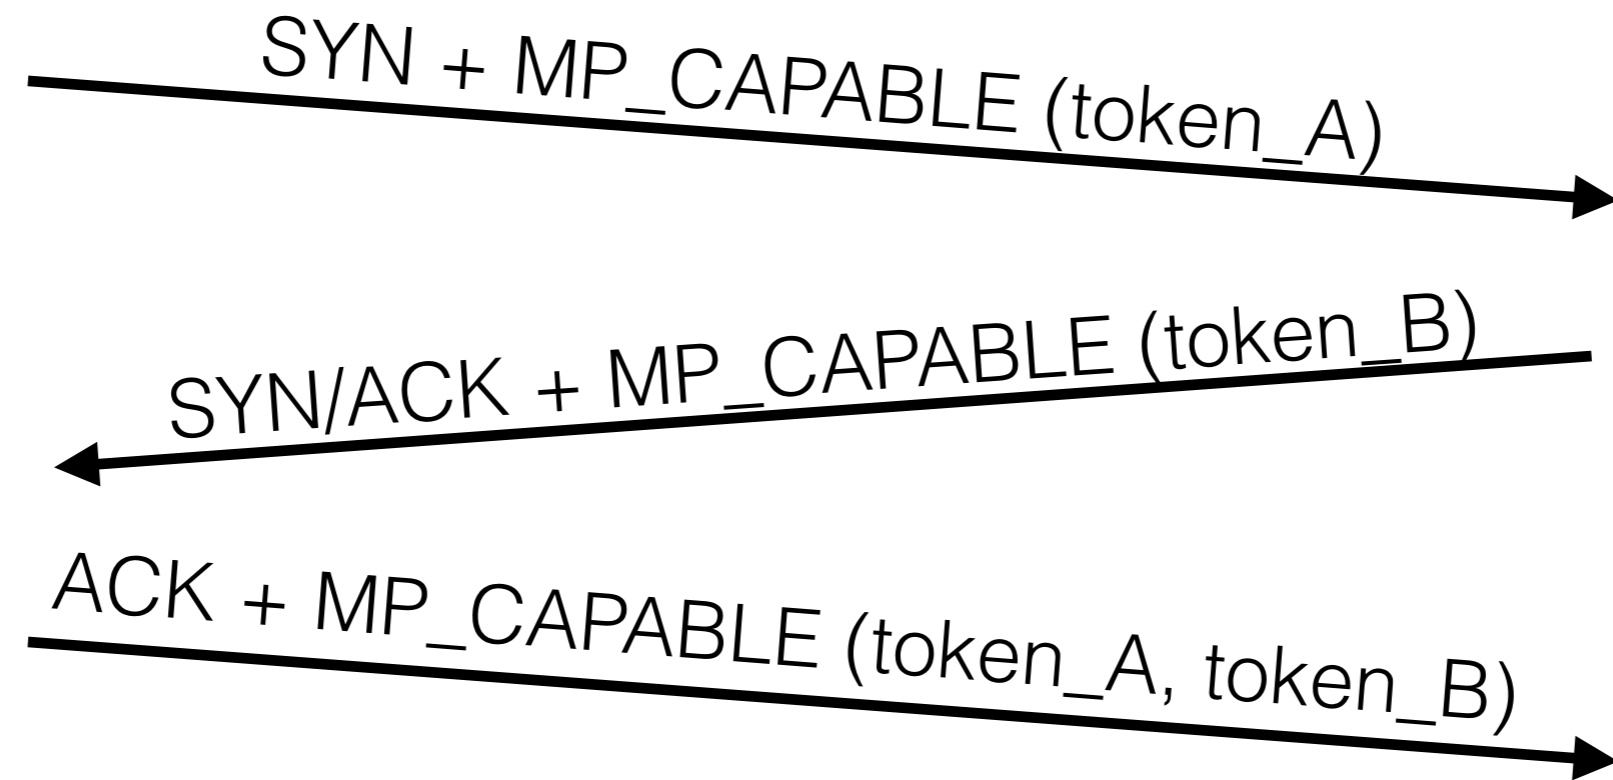 SYN + MP_CAPABLE (token_A)
SYN/ACK + MP_CAPABLE (token_B)
ACK + MP_CAPABLE (token_A, token_B)